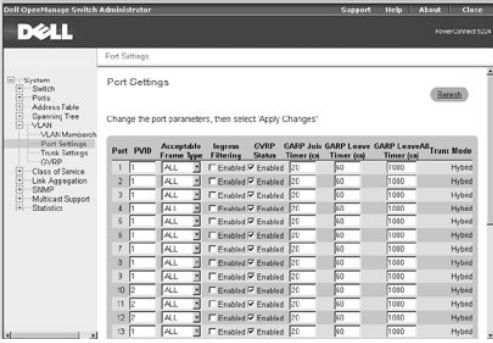 Dell OpenManage Switch Administrator Support Help About Close
DELL
PowerConnect 5224
Port Settings
System
Switch
Ports
Address Table
Spanning Tree
VLAN
VLAN Membersh
Port Settings
Trunk Settings
GVRP
Class of Service
Link Aggregation
SNMP
Multicast Support
Statistics
Port Settings
Refresh
Change the port parameters, then select 'Apply Changes'
Port PVID Acceptable Frame Type Ingress Filtering GVRP Status GARP Join Timer (cs) GARP Leave Timer (cs) GARP LeaveAll Timer (cs) Trunc Mode
1 1 ALL Enabled Enabled 20 60 1000 Hybrid
2 1 ALL Enabled Enabled 20 60 1000 Hybrid
3 1 ALL Enabled Enabled 20 60 1000 Hybrid
4 1 ALL Enabled Enabled 20 60 1000 Hybrid
5 1 ALL Enabled Enabled 20 60 1000 Hybrid
6 1 ALL Enabled Enabled 20 60 1000 Hybrid
7 1 ALL Enabled Enabled 20 60 1000 Hybrid
8 1 ALL Enabled Enabled 20 60 1000 Hybrid
9 1 ALL Enabled Enabled 20 60 1000 Hybrid
10 2 ALL Enabled Enabled 20 60 1000 Hybrid
11 2 ALL Enabled Enabled 20 60 1000 Hybrid
12 2 ALL Enabled Enabled 20 60 1000 Hybrid
13 1 ALL Enabled Enabled 20 60 1000 Hybrid